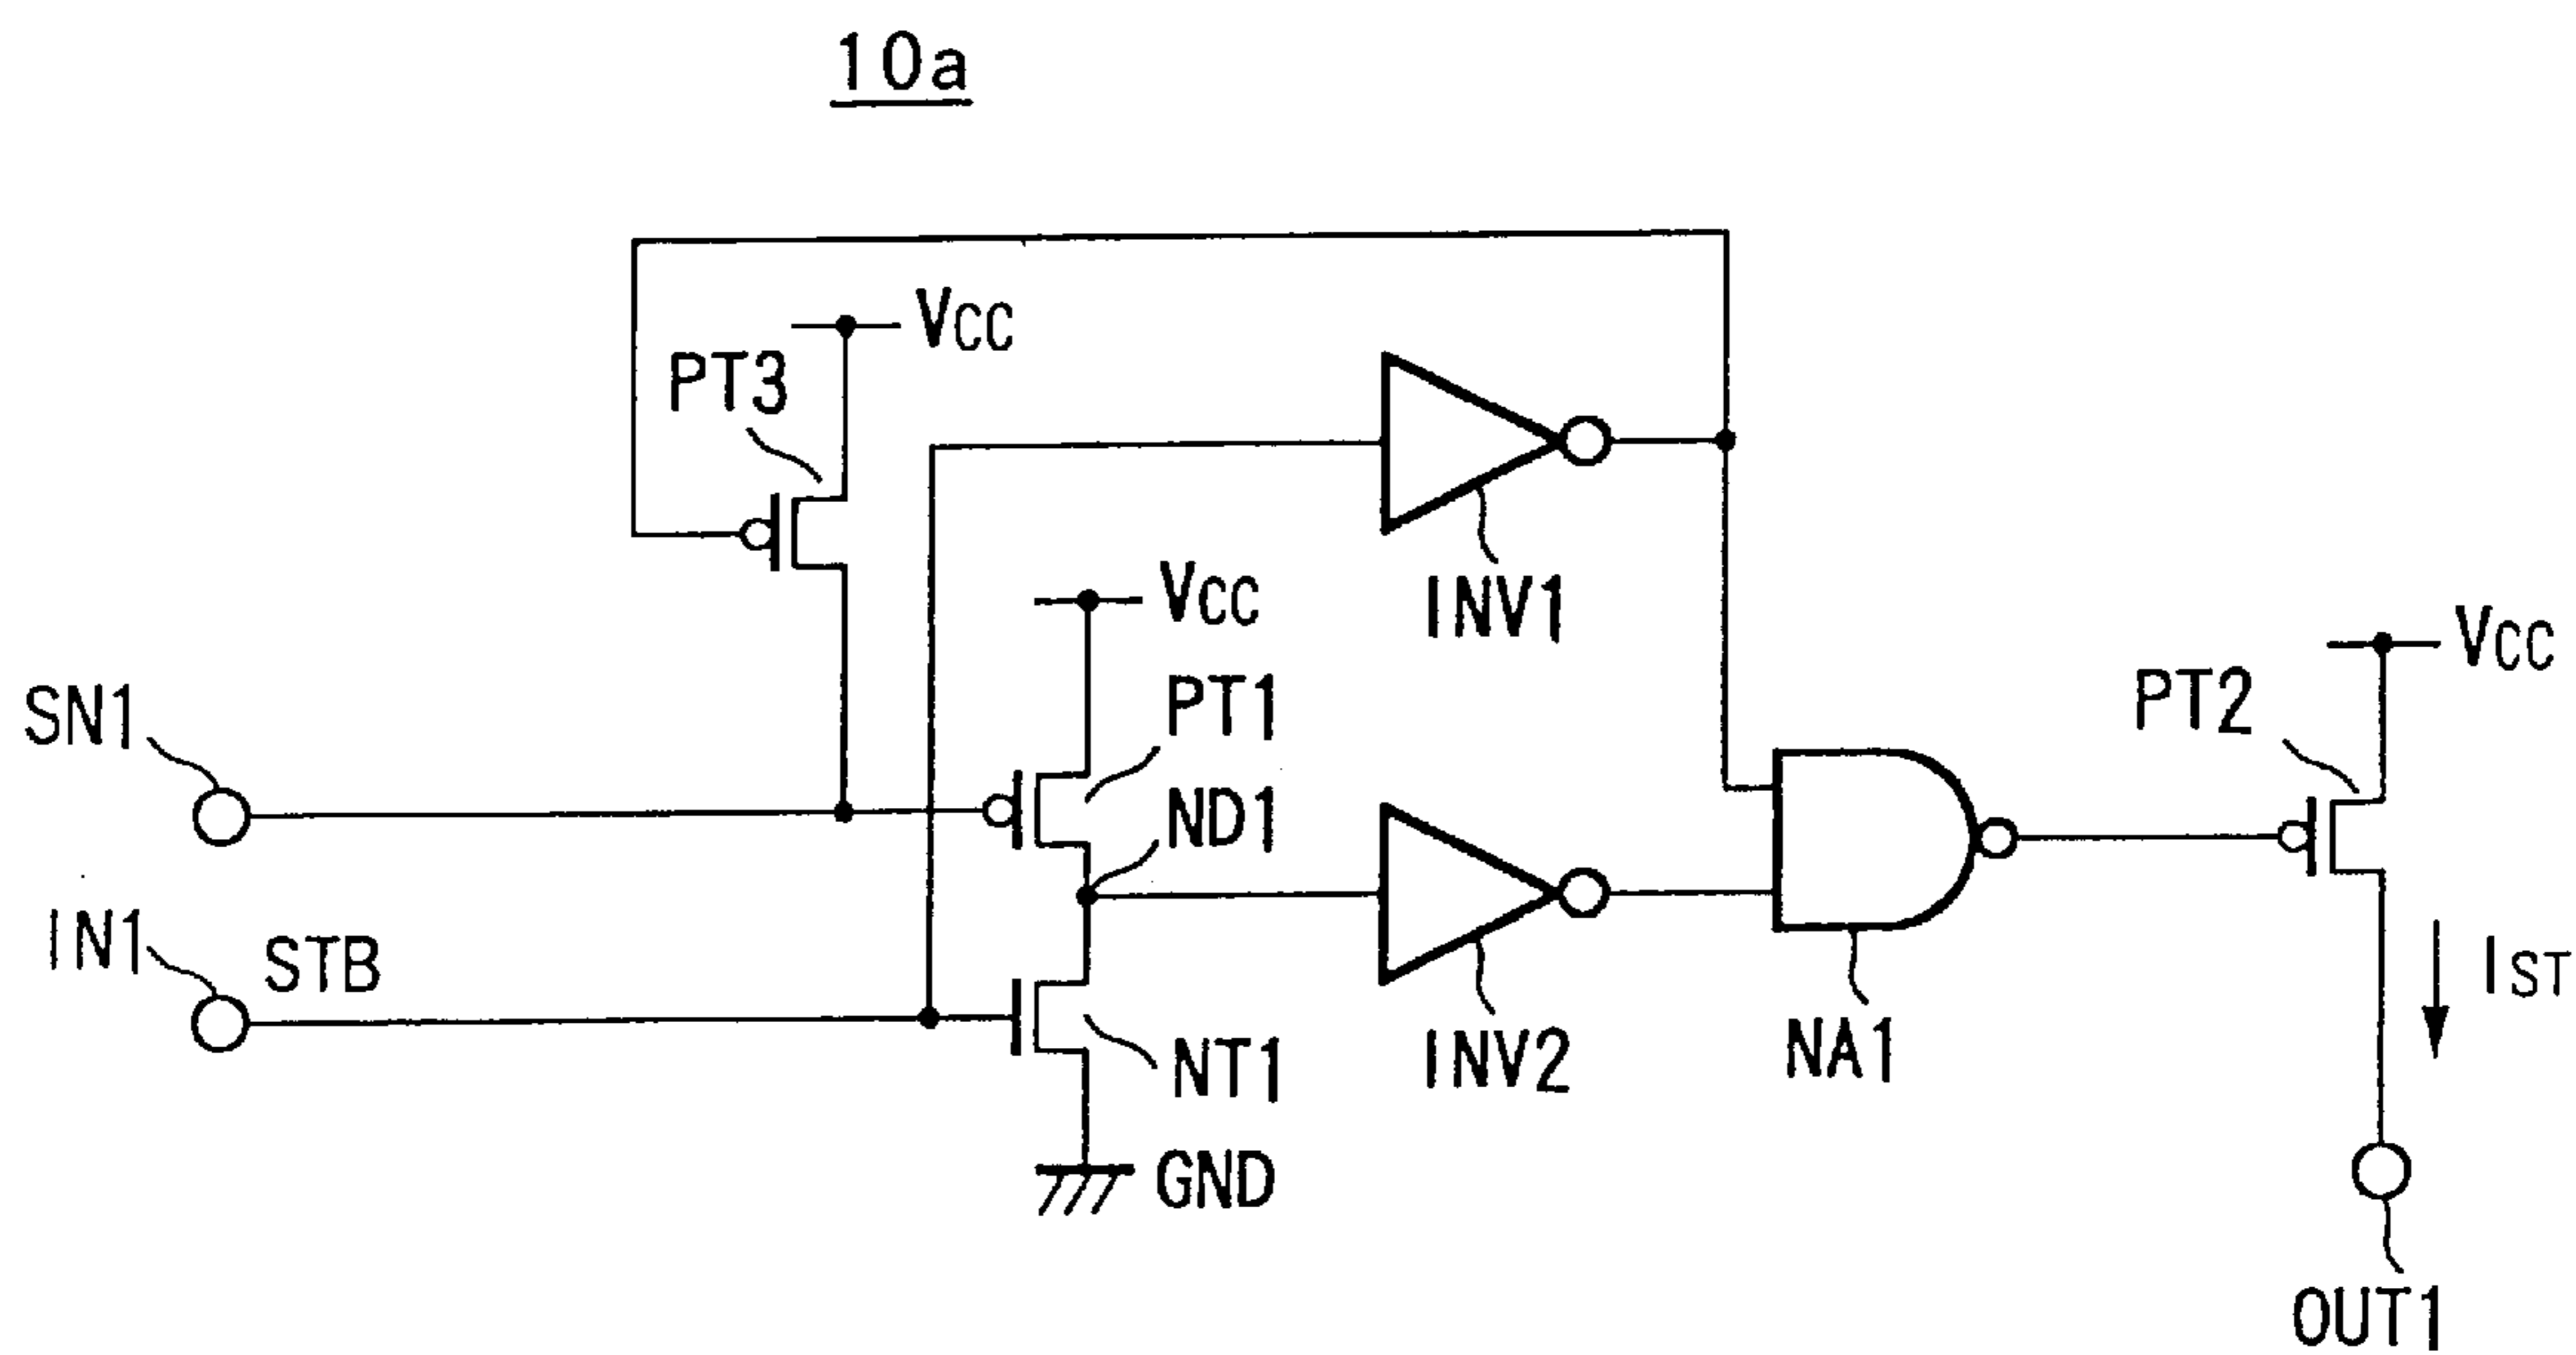 10a
VCC
PT3
INV1
VCC
PT1
ND1
VCC
PT2
SN1
IN1
STB
NT1
INV2
NA1
IST
GND
OUT1